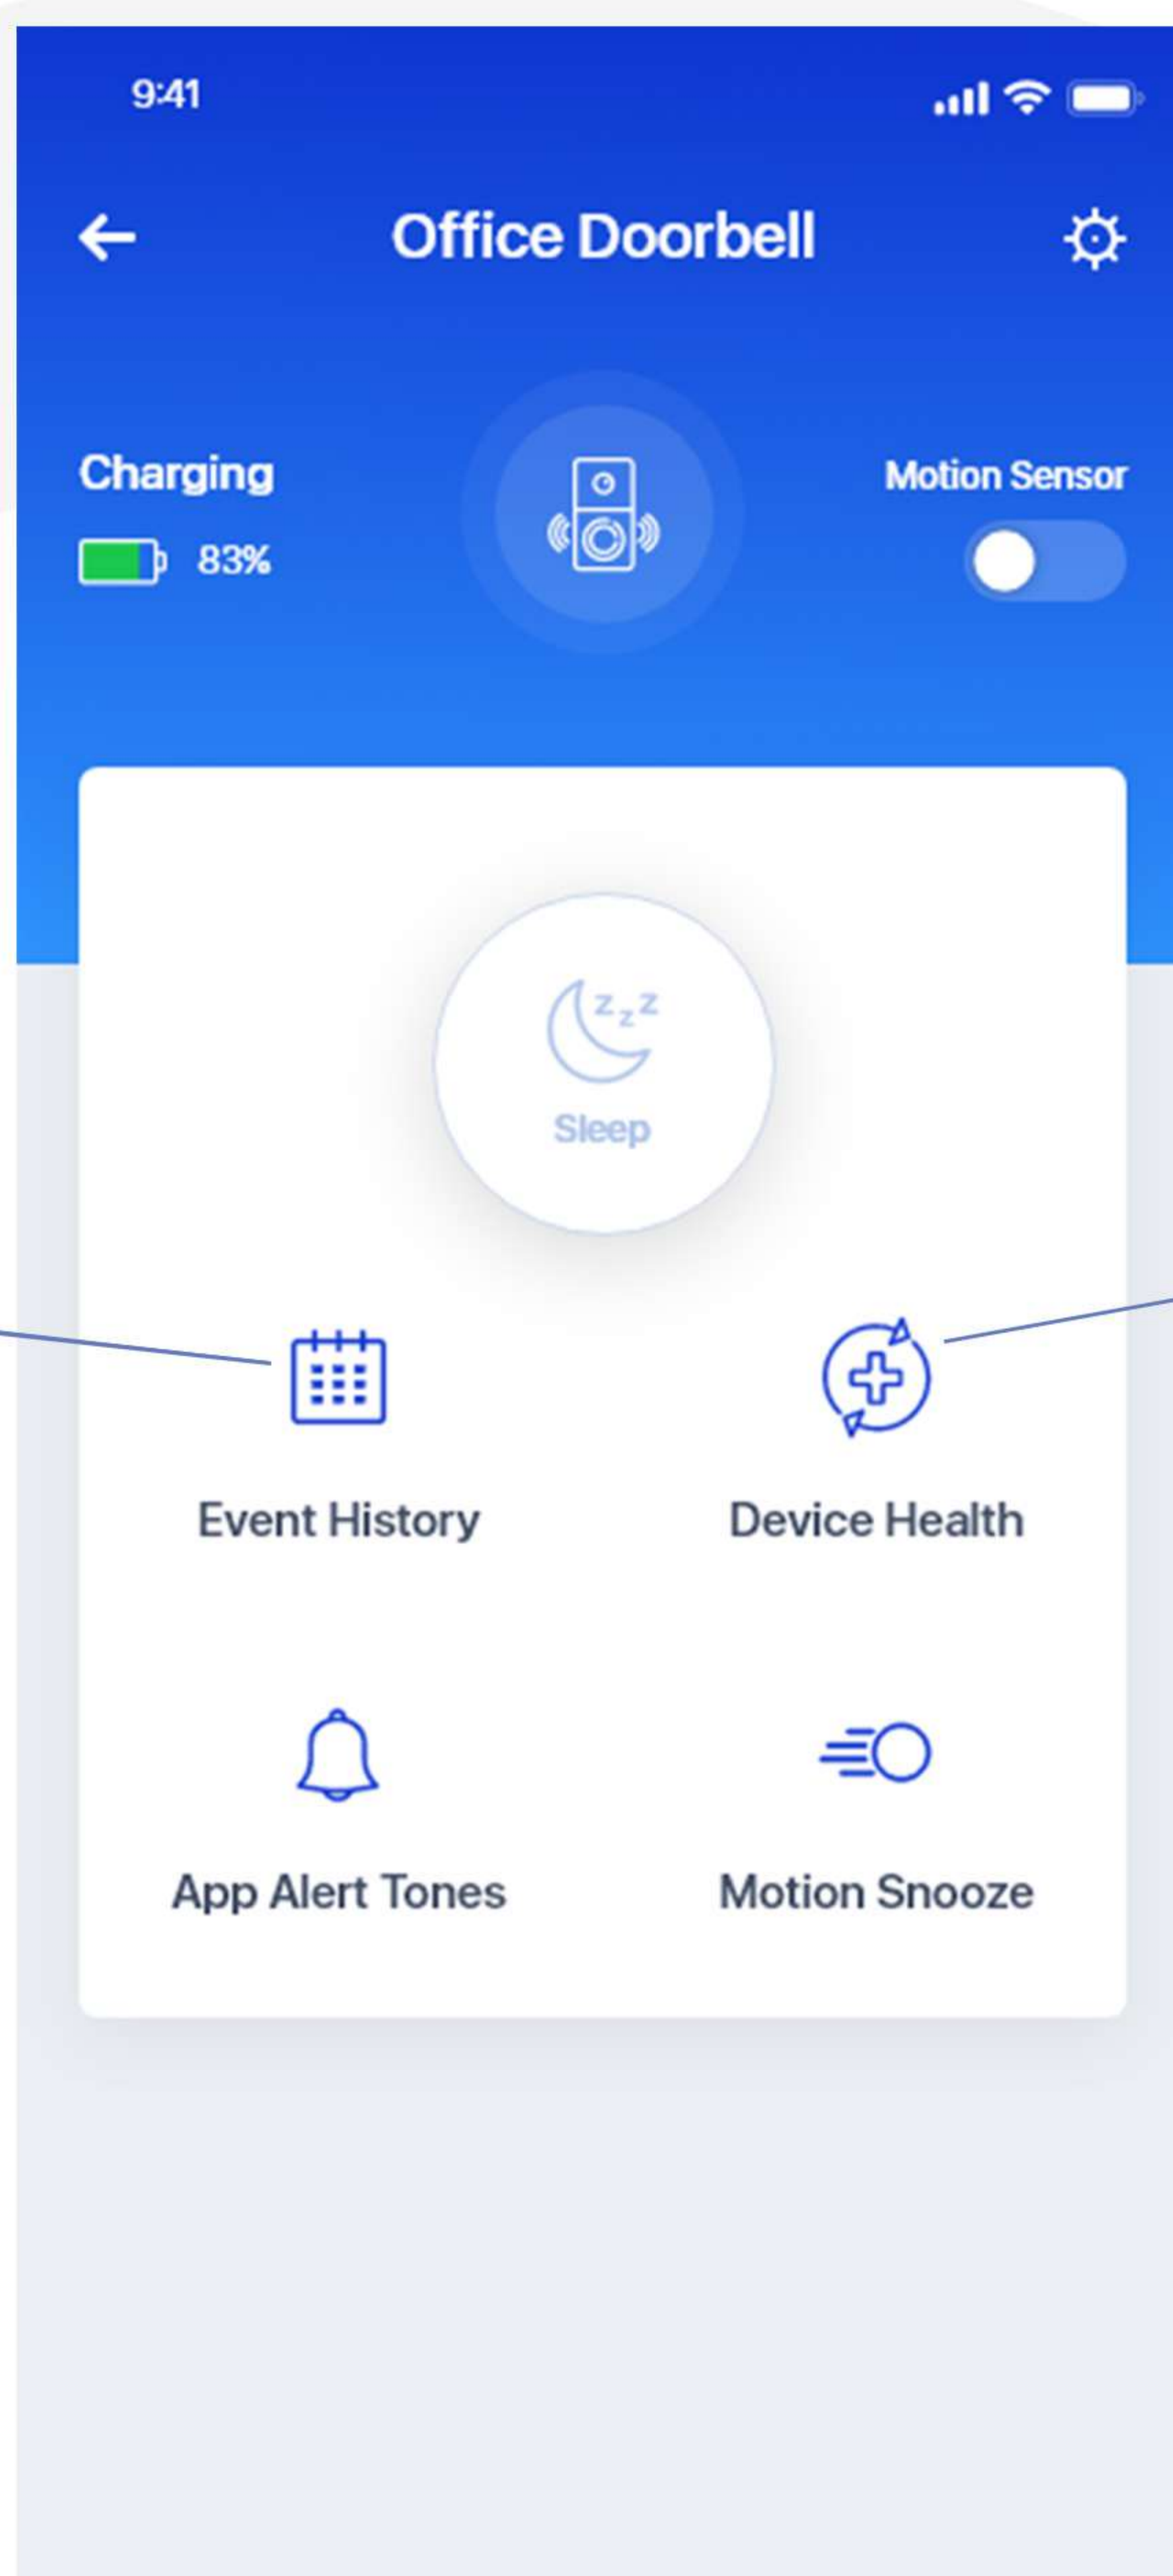 9:41
Office Doorbell
Charging
Motion Sensor
83%
z z z
Sleep
Event History
Device Health
App Alert Tones
Motion Snooze